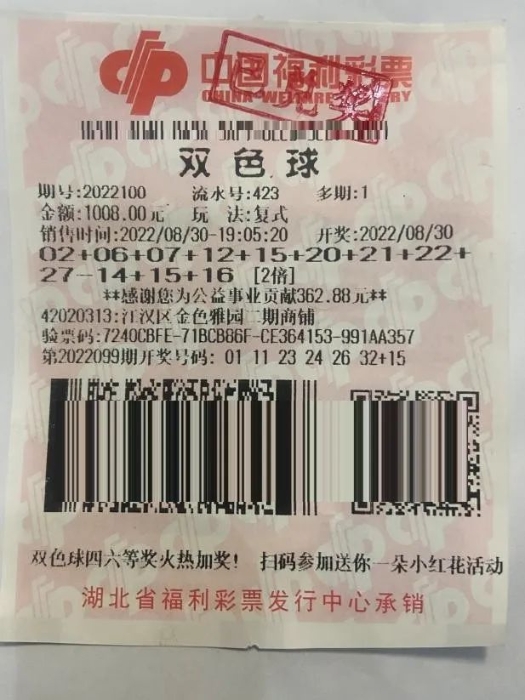 中国福利彩票
CHINA WELFARE LOTTERY
双色球
期号:2022100 流水号:423 多期:1
金额:1008.00元 玩 法:复式
销售时间:2022/08/30-19:05:20 开奖:2022/08/30
02+06+07+12+15+20+21+22+
27-14+15+16 [2倍]
**感谢您为公益事业贡献362.88元**
42020313:江汉区金色雅园二期商铺
验票码:7240CBFE-71BCB86F-CE364153-991AA357
第2022099期开奖号码: 01 11 23 24 26 32+15
双色球四六等奖火热加奖! 扫码参加送你一朵小红花活动
湖北省福利彩票发行中心承销